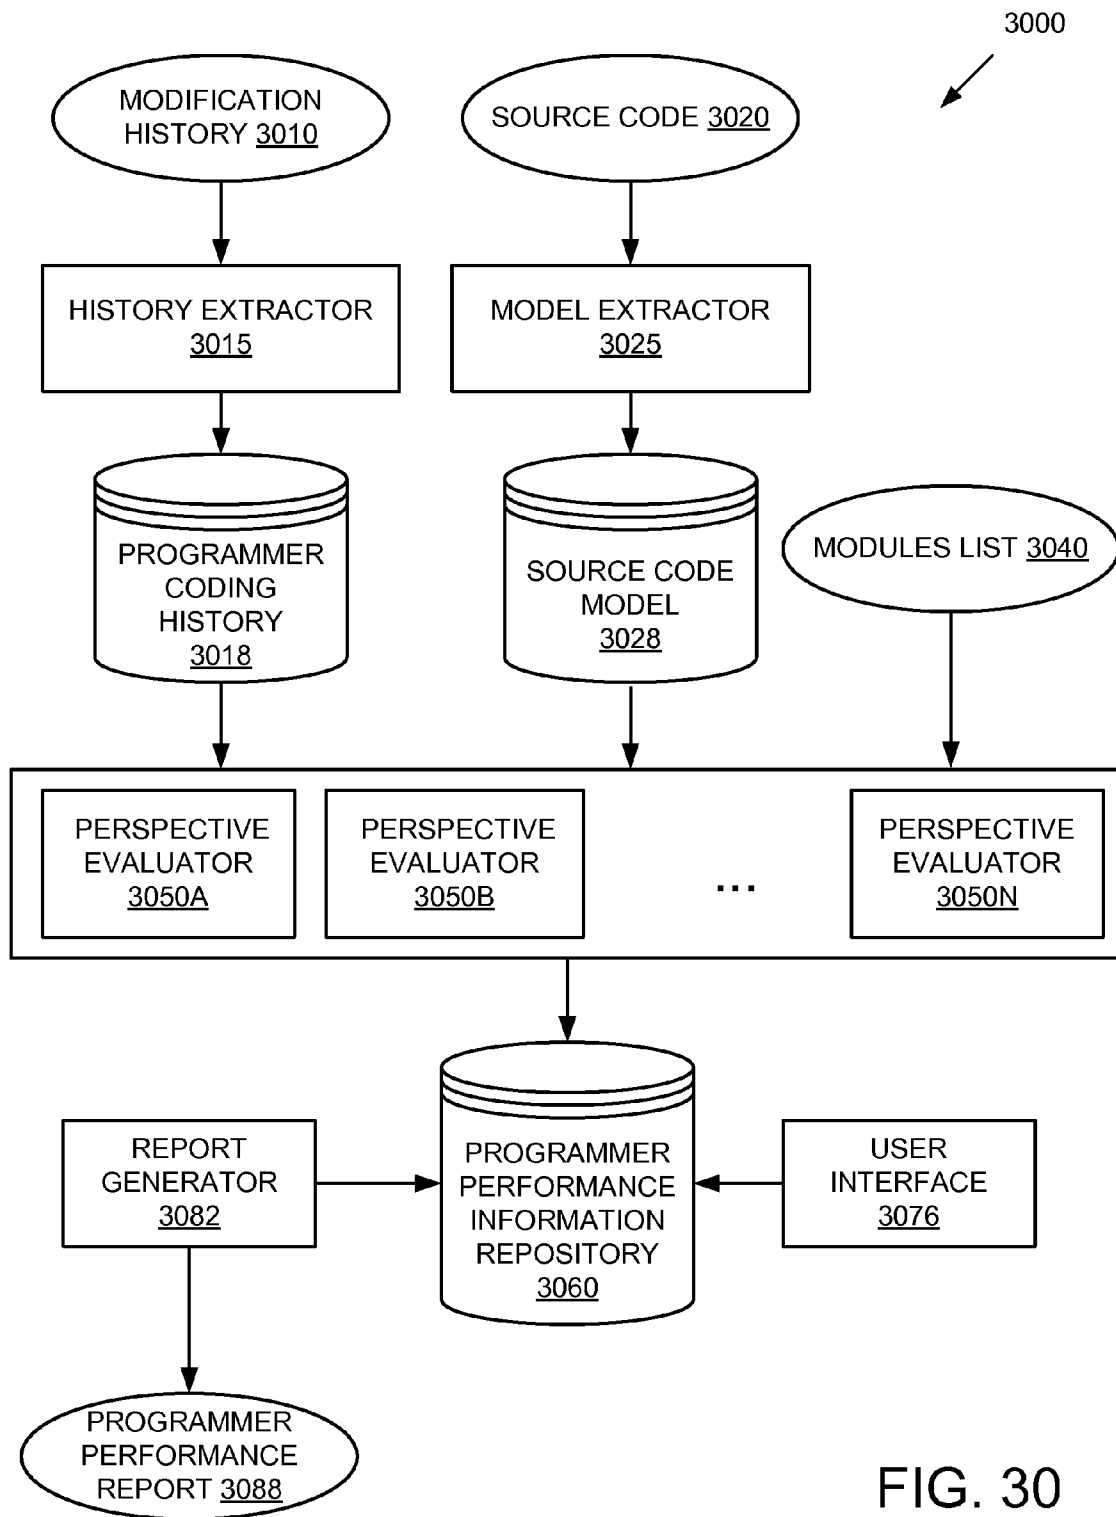 3000
MODIFICATION
HISTORY 3010
SOURCE CODE 3020
HISTORY EXTRACTOR
3015
MODEL EXTRACTOR
3025
PROGRAMMER
CODING
HISTORY
3018
SOURCE CODE
MODEL
3028
MODULES LIST 3040
PERSPECTIVE
EVALUATOR
3050A
PERSPECTIVE
EVALUATOR
3050B
...
PERSPECTIVE
EVALUATOR
3050N
REPORT
GENERATOR
3082
PROGRAMMER
PERFORMANCE
INFORMATION
REPOSITORY
3060
USER
INTERFACE
3076
PROGRAMMER
PERFORMANCE
REPORT 3088
FIG. 30